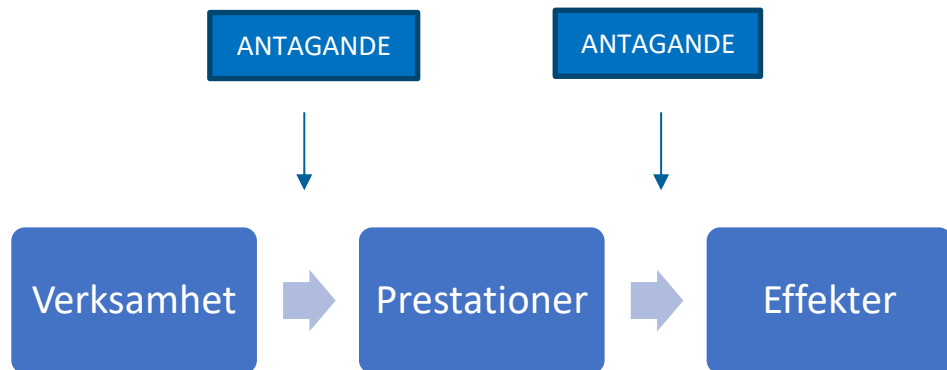 ANTAGANDE
ANTAGANDE
Verksamhet
Prestationer
Effekter